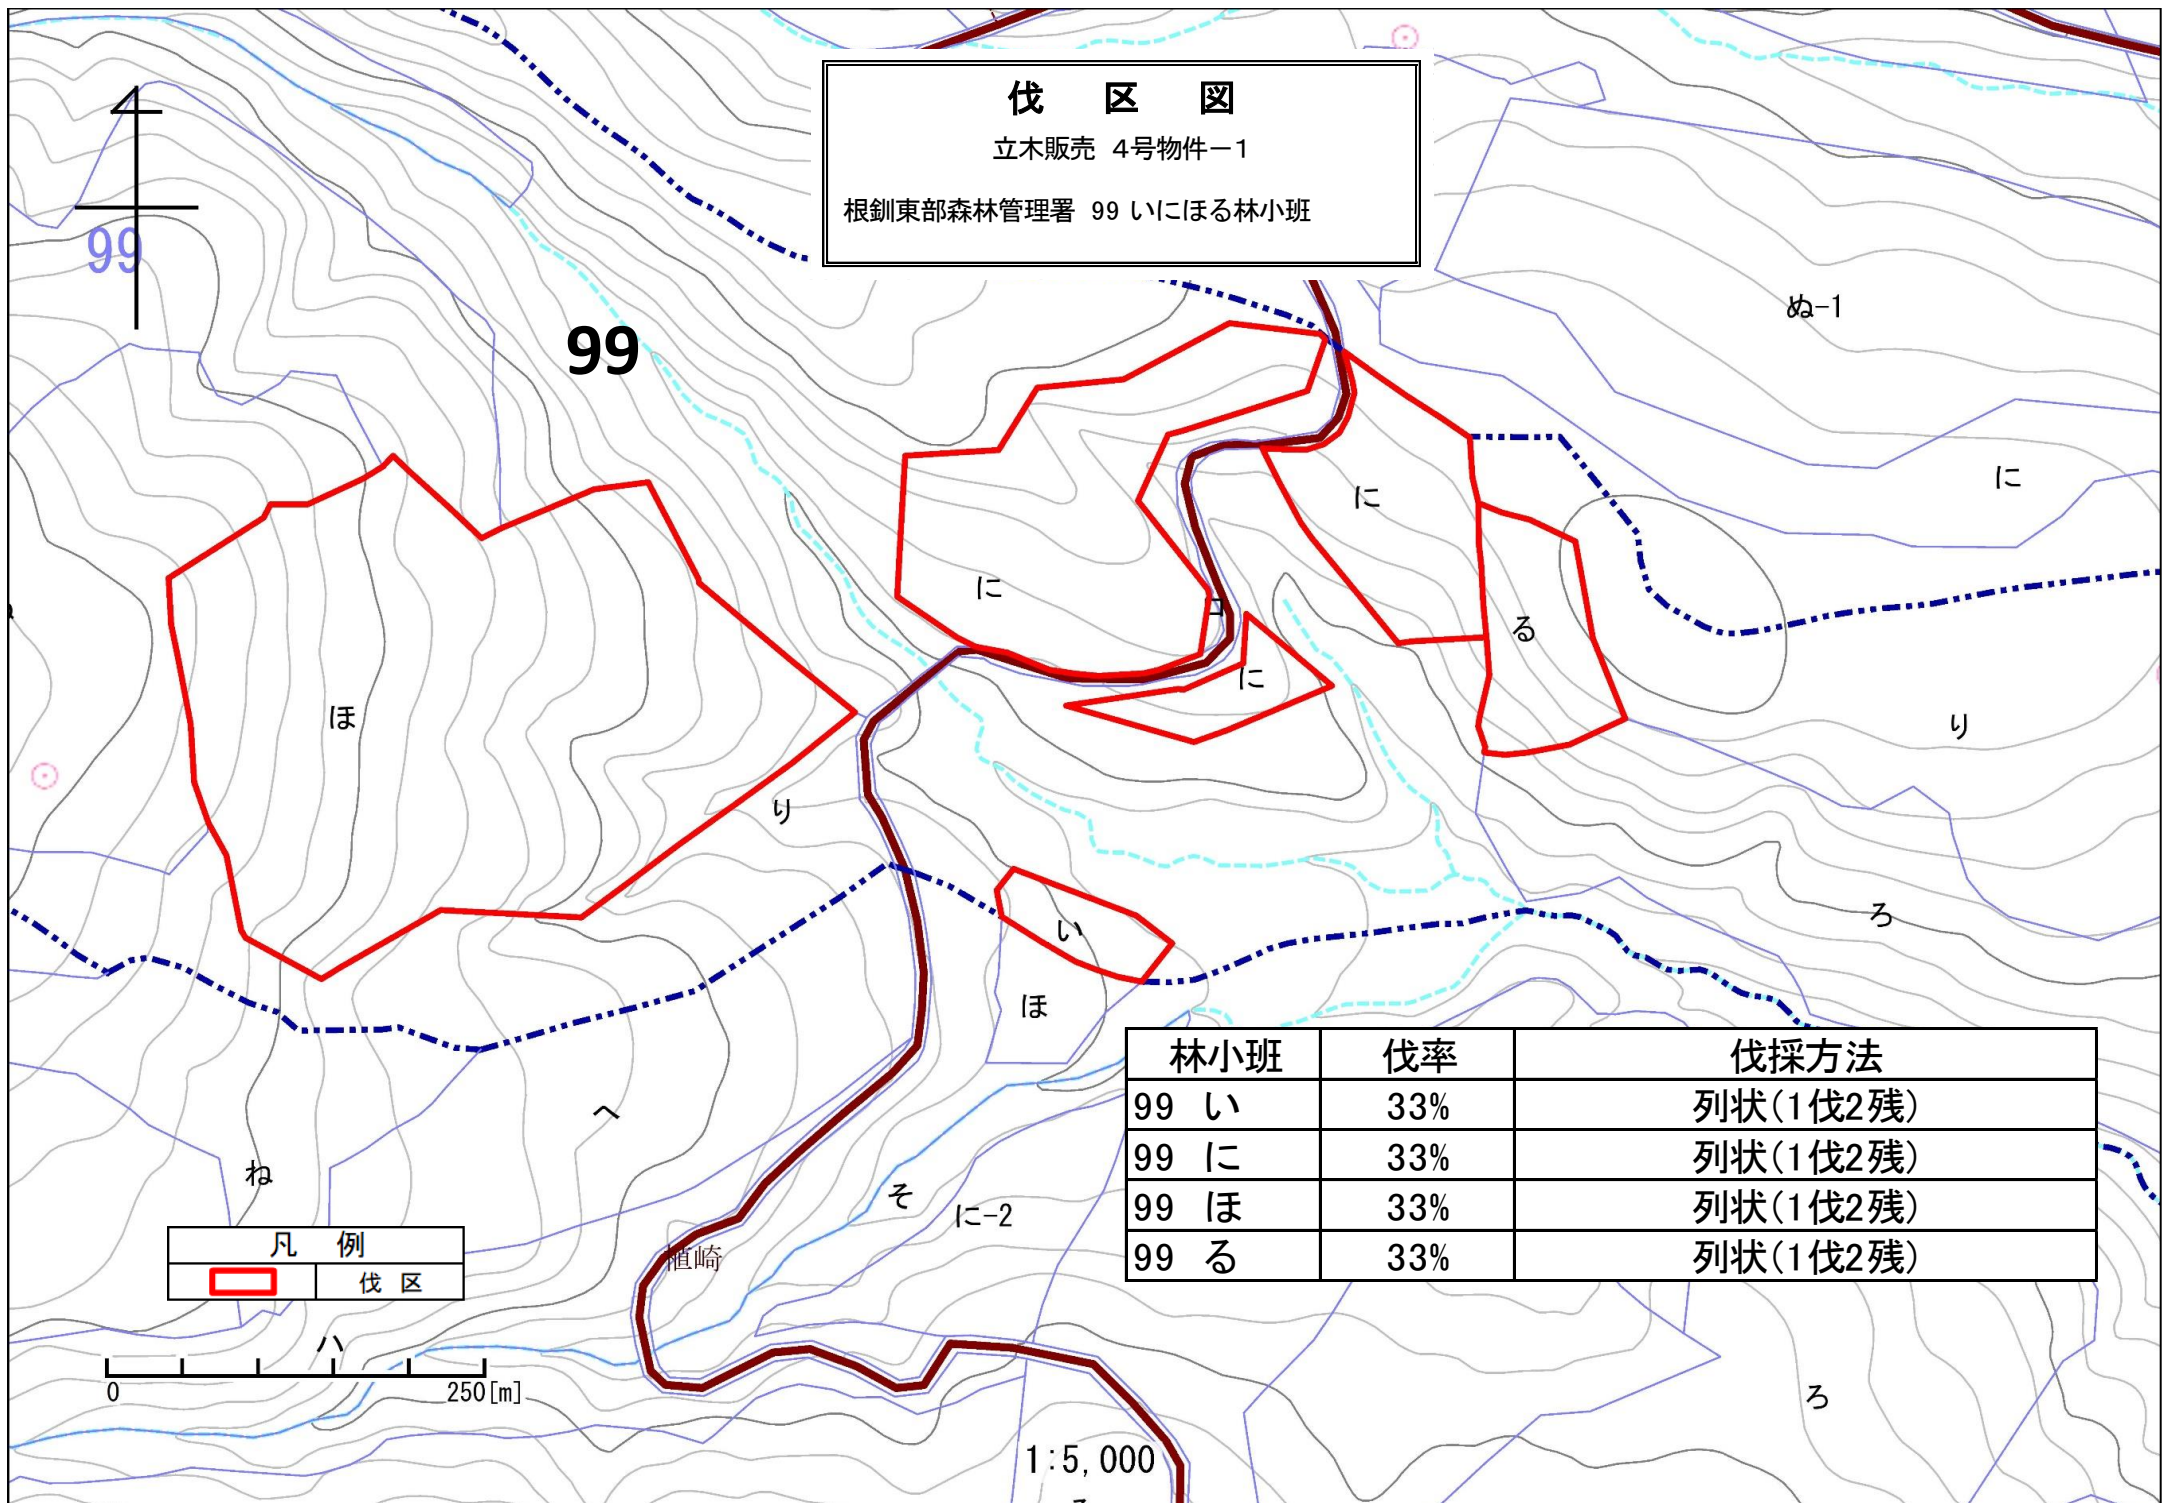 伐 区 図
立木販売 4号物件－1
根釧東部森林管理署 99 いにほる林小班
99
99
ぬ-1
に
に
に
に
コ
る
ほ
り
り
い
ろ
ほ
へ
ね
そ
に-2
林小班 伐率 伐採方法
99 い 33% 列状(1伐2残)
99 に 33% 列状(1伐2残)
99 ほ 33% 列状(1伐2残)
99 る 33% 列状(1伐2残)
凡 例
伐 区
植崎
ハ
0 250[m]
ろ
1:5,000